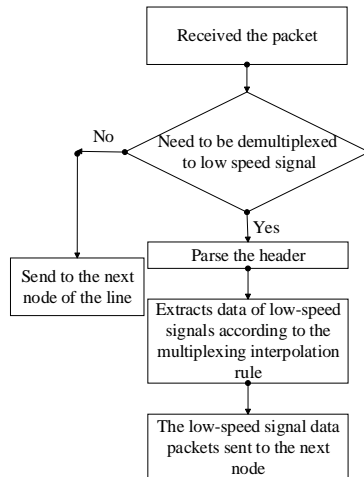 Received the packet
Need to be demultiplexed
to low speed signal
No
Yes
Parse the header
Send to the next
node of the line
Extracts data of low-speed
signals according to the
multiplexing interpolation
rule
The low-speed signal data
packets sent to the next
node